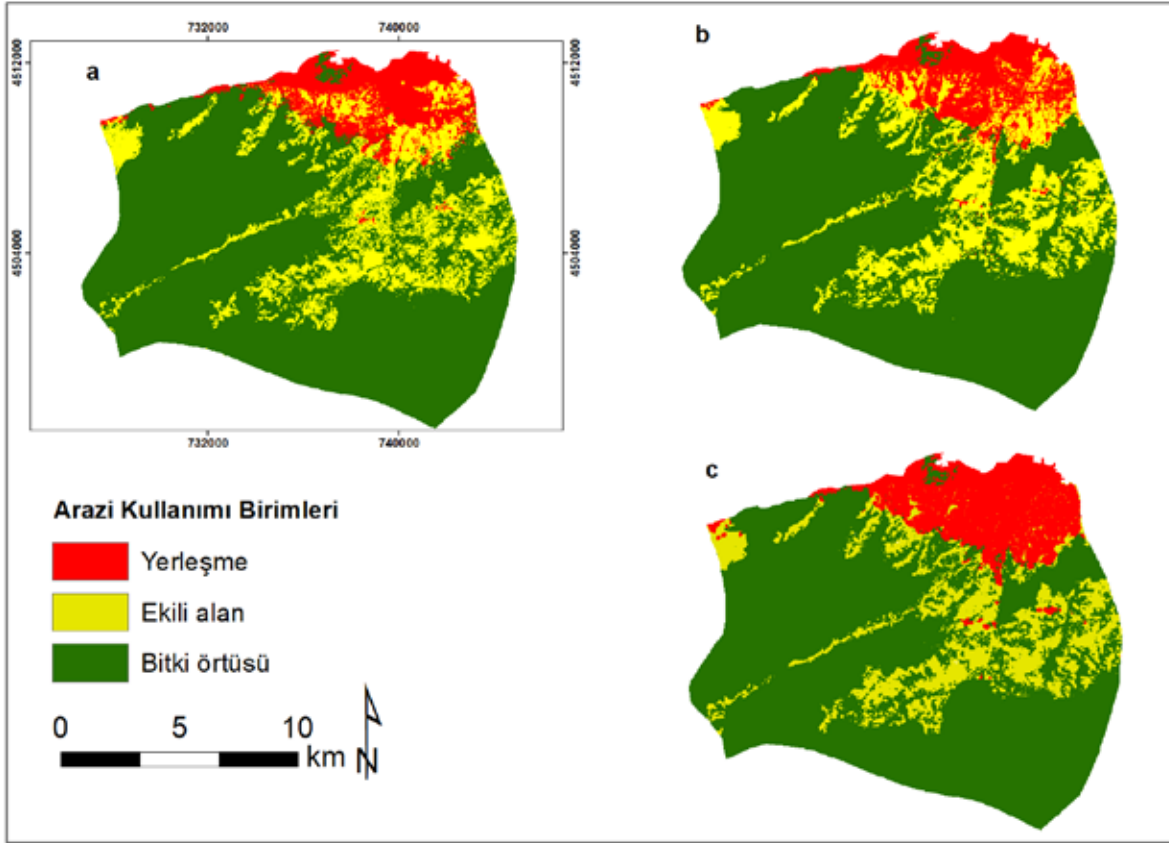 732000 740000
a
b
4512000
4512000
4504000
4504000
732000 740000
c
Arazi Kullanımı Birimleri
Yerleşme
Ekili alan
Bitki örtüsü
0 5 10
km
N